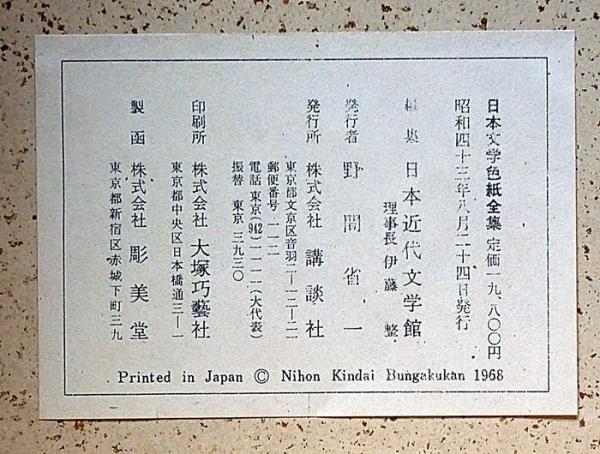 日本文学色紙全集 定価一九、八〇〇円
昭和四十三年八月二十四日発行
編集 日本近代文学館
理事長 伊藤 整
発行者 野間省一
発行所 株式会社 講談社
東京都文京区音羽二—一二—二一
郵便番号 一一二
電話 東京(942)一一一一(大代表)
振替 東京 三九三〇
印刷所 株式会社 大塚巧藝社
東京都中央区日本橋通三—一
製函 株式会社 彫美堂
東京都新宿区赤城下町三九
Printed in Japan © Nihon Kindai Bungakukan 1968